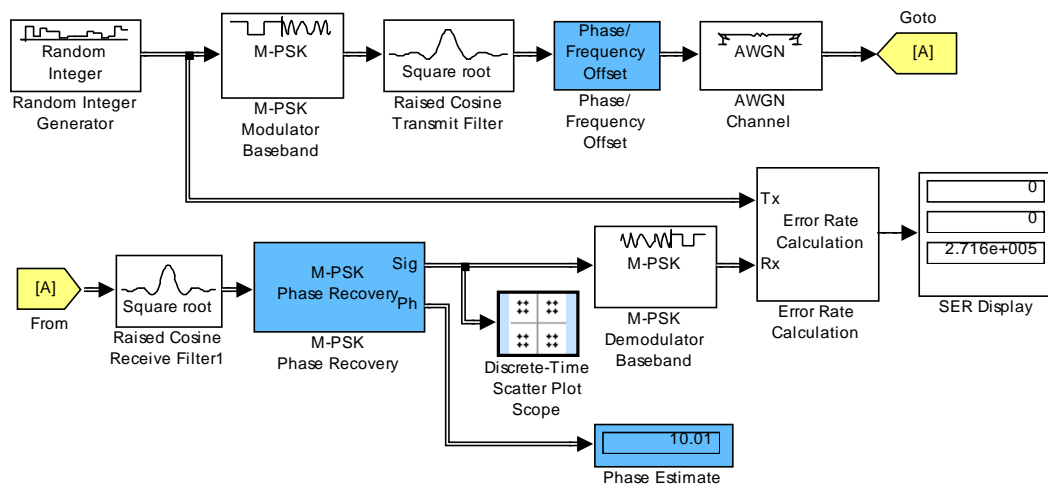 Random
Integer
Random Integer
Generator
M-PSK
M-PSK
Modulator
Baseband
Square root
Raised Cosine
Transmit Filter
Phase/
Frequency
Offset
Phase/
Frequency
Offset
AWGN
AWGN
Channel
Goto
[A]
Tx
Rx
Error Rate
Calculation
Error Rate
Calculation
0
0
2.716e+005
SER Display
[A]
From
Square root
Raised Cosine
Receive Filter1
M-PSK
Phase Recovery
Sig
Ph
M-PSK
Phase Recovery
Discrete-Time
Scatter Plot
Scope
M-PSK
M-PSK
Demodulator
Baseband
10.01
Phase Estimate